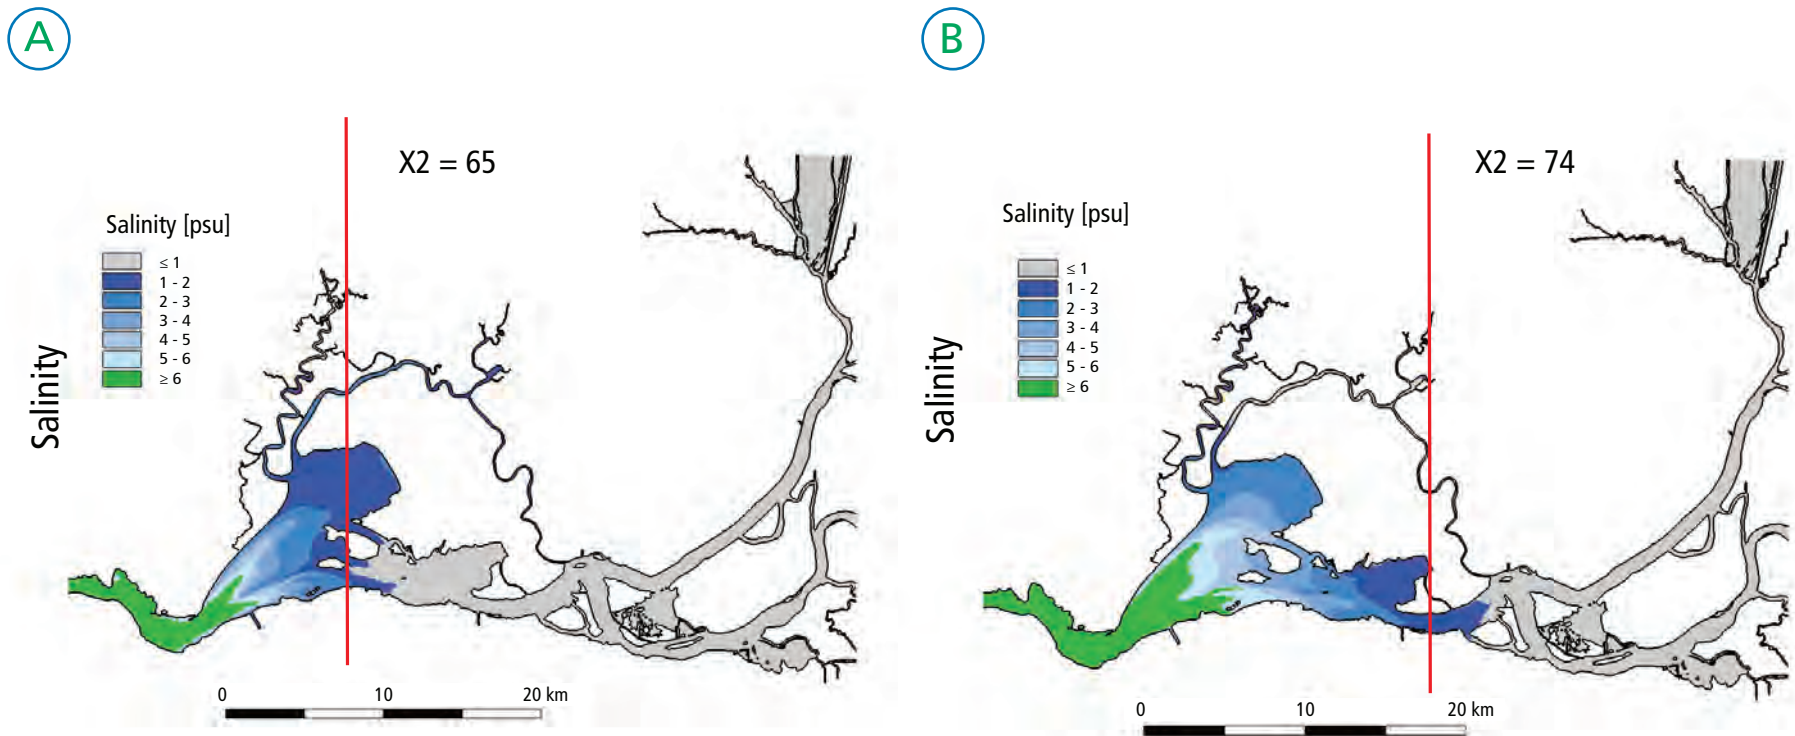 A
X2 = 65
Salinity [psu]
≤ 1
1 - 2
2 - 3
3 - 4
4 - 5
5 - 6
≥ 6
Salinity
0 10 20 km
B
X2 = 74
Salinity [psu]
≤ 1
1 - 2
2 - 3
3 - 4
4 - 5
5 - 6
≥ 6
Salinity
0 10 20 km